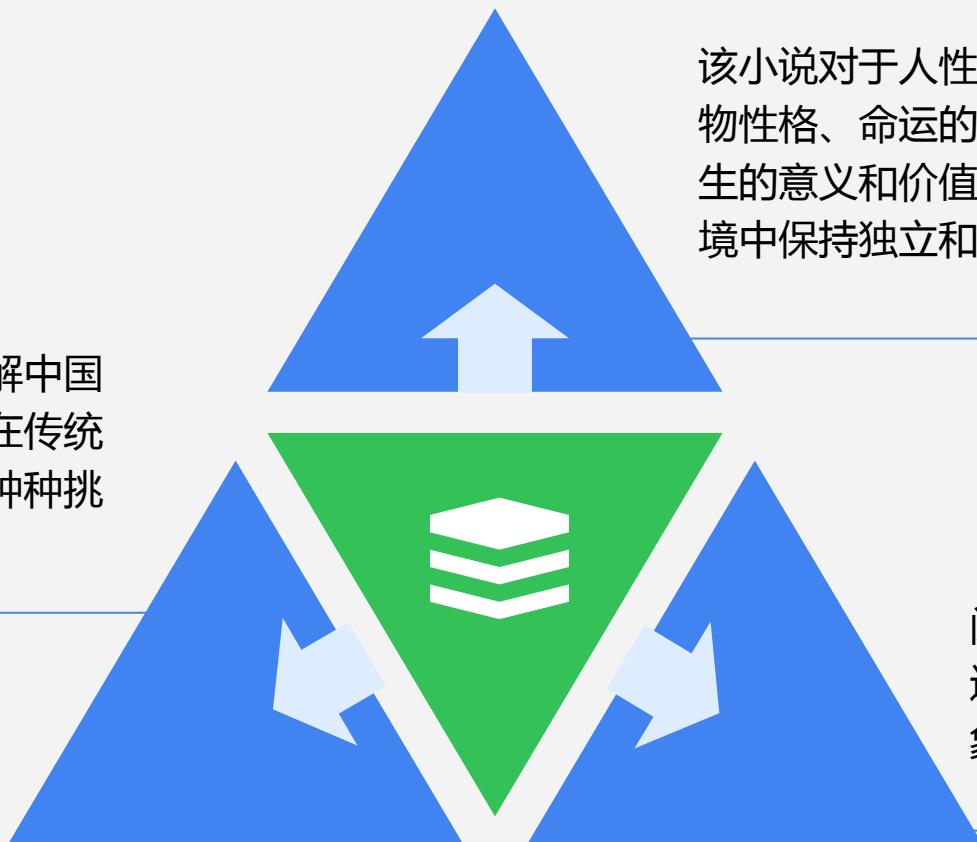 该小说对于人性
物性格、命运的
生的意义和价值
境中保持独立和
解中国
在传统
种种挑